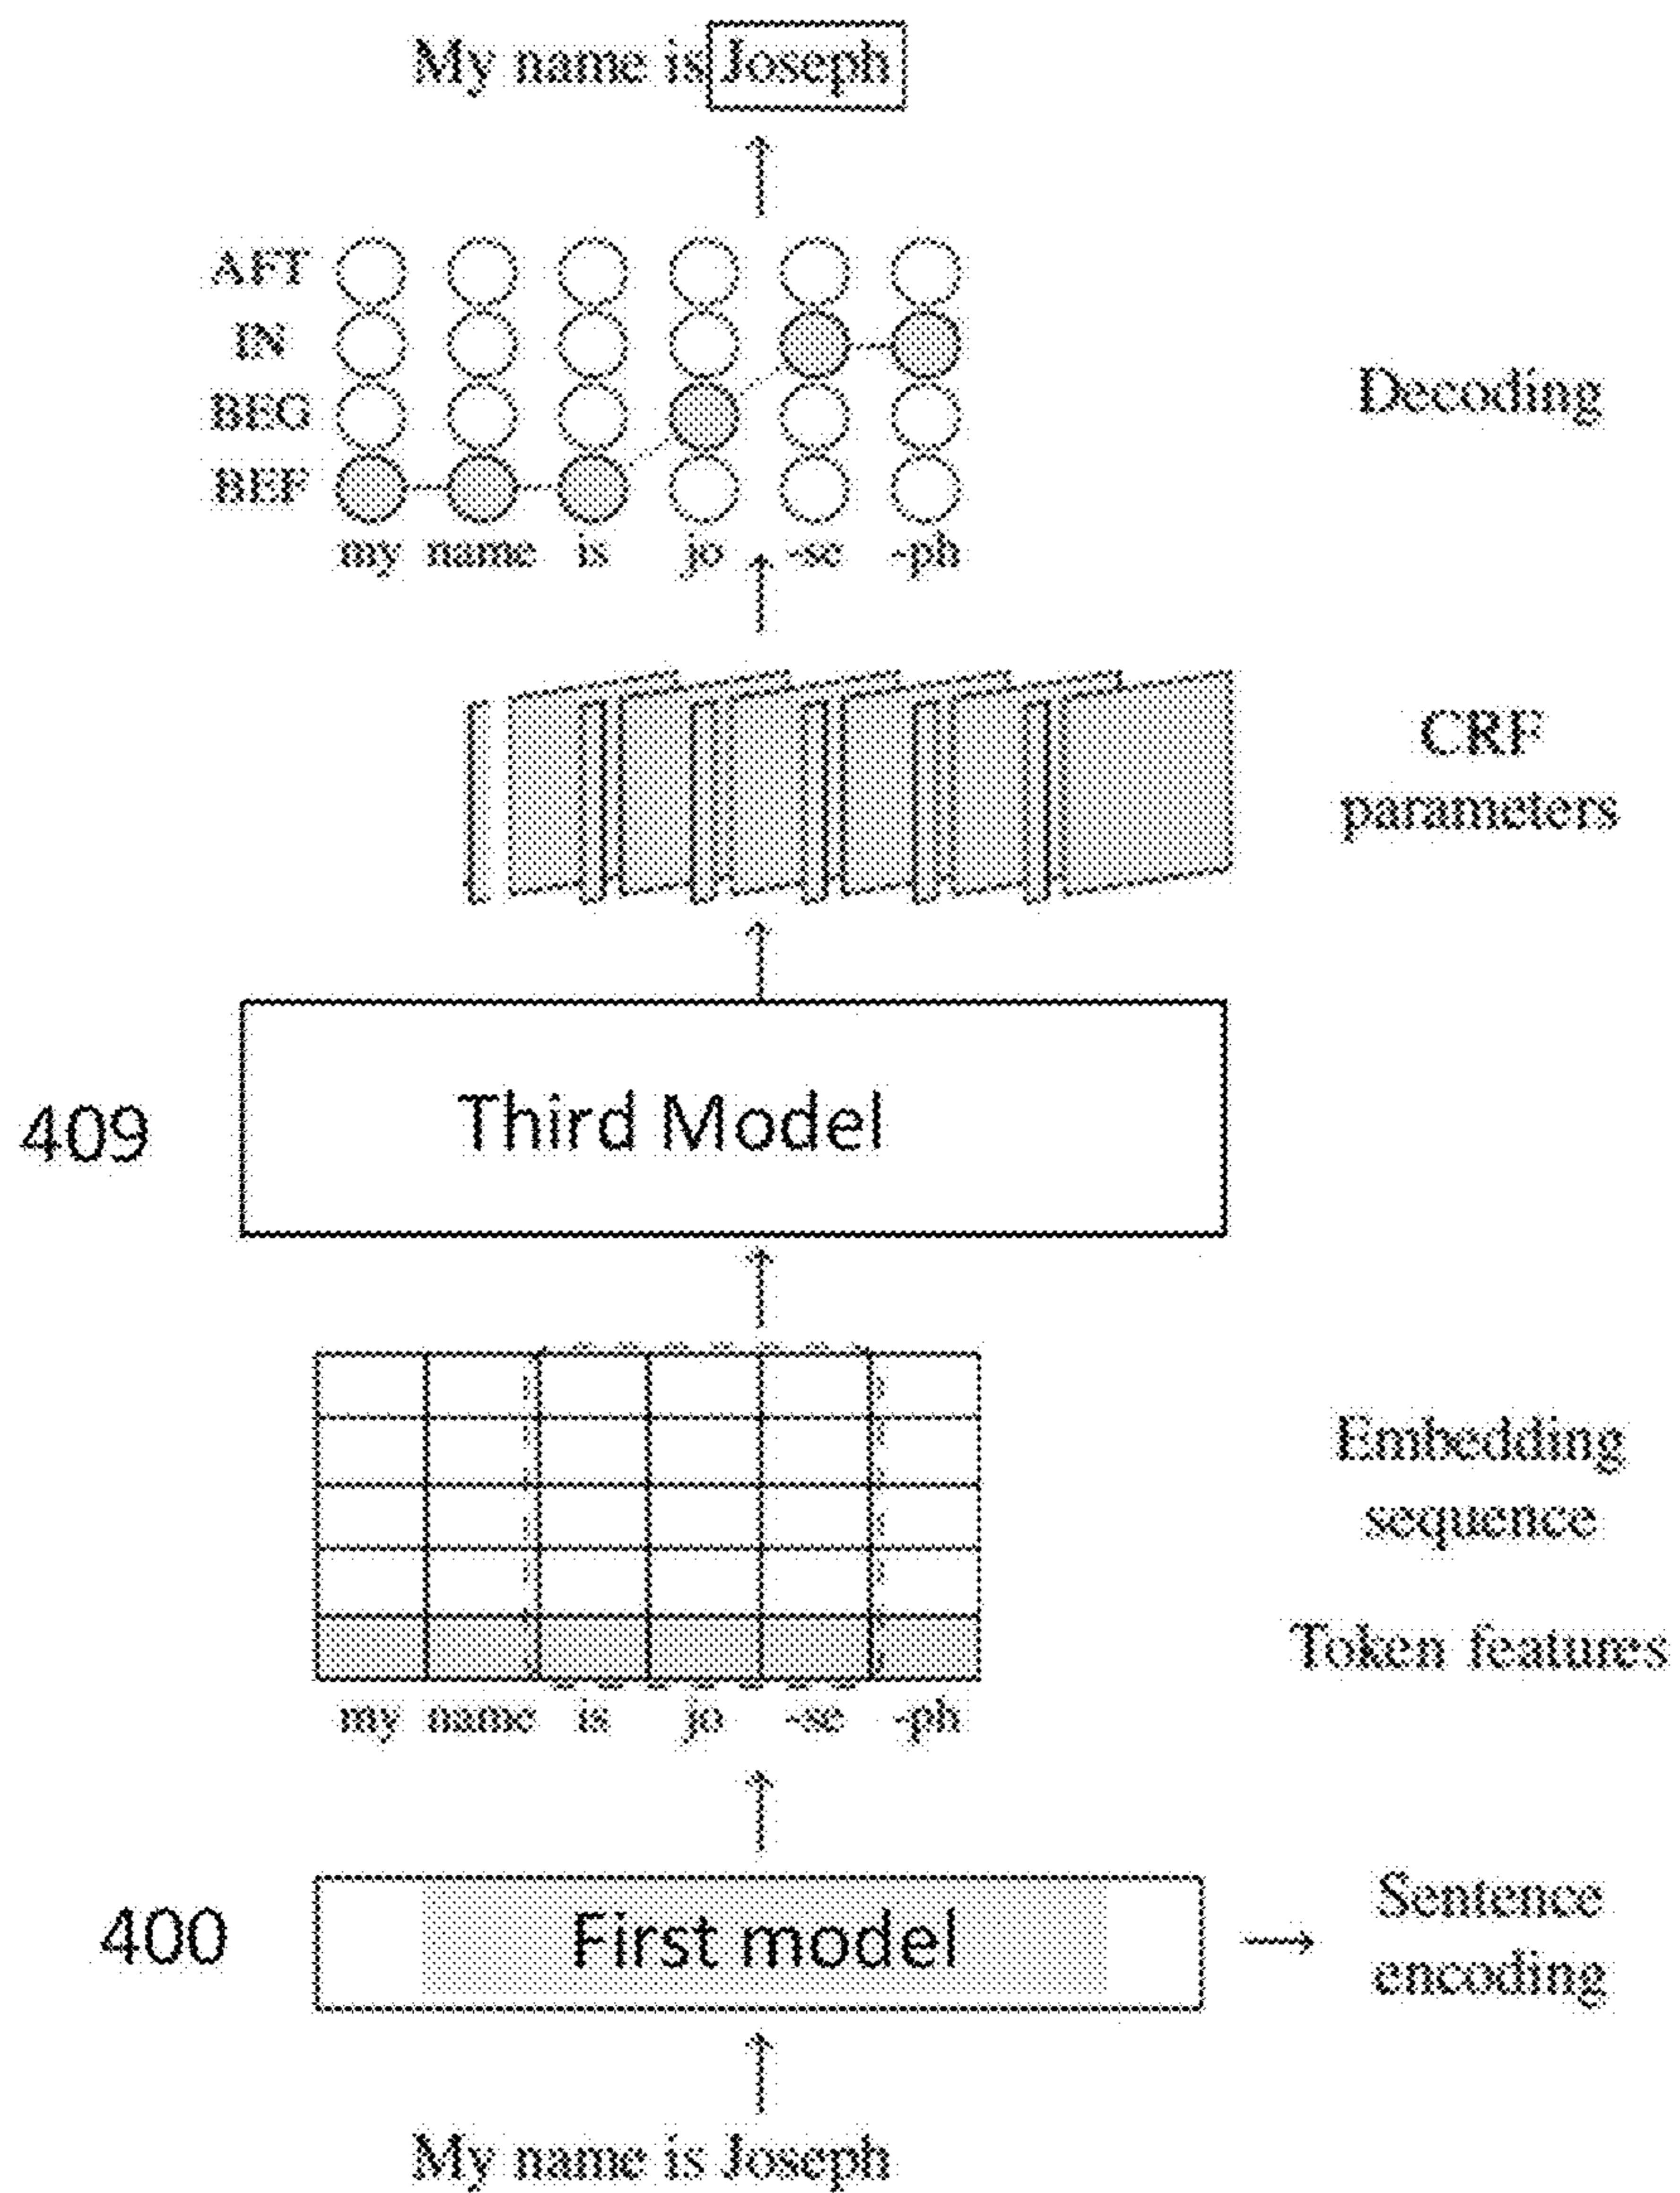 My name is Joseph
AFT
IN
BEG
BEF
my name is jo -se -ph
Decoding
CRF
parameters
409
Third Model
Embedding
sequence
Token features
my name is jo -se -ph
400
First model
Sentence
encoding
My name is Joseph